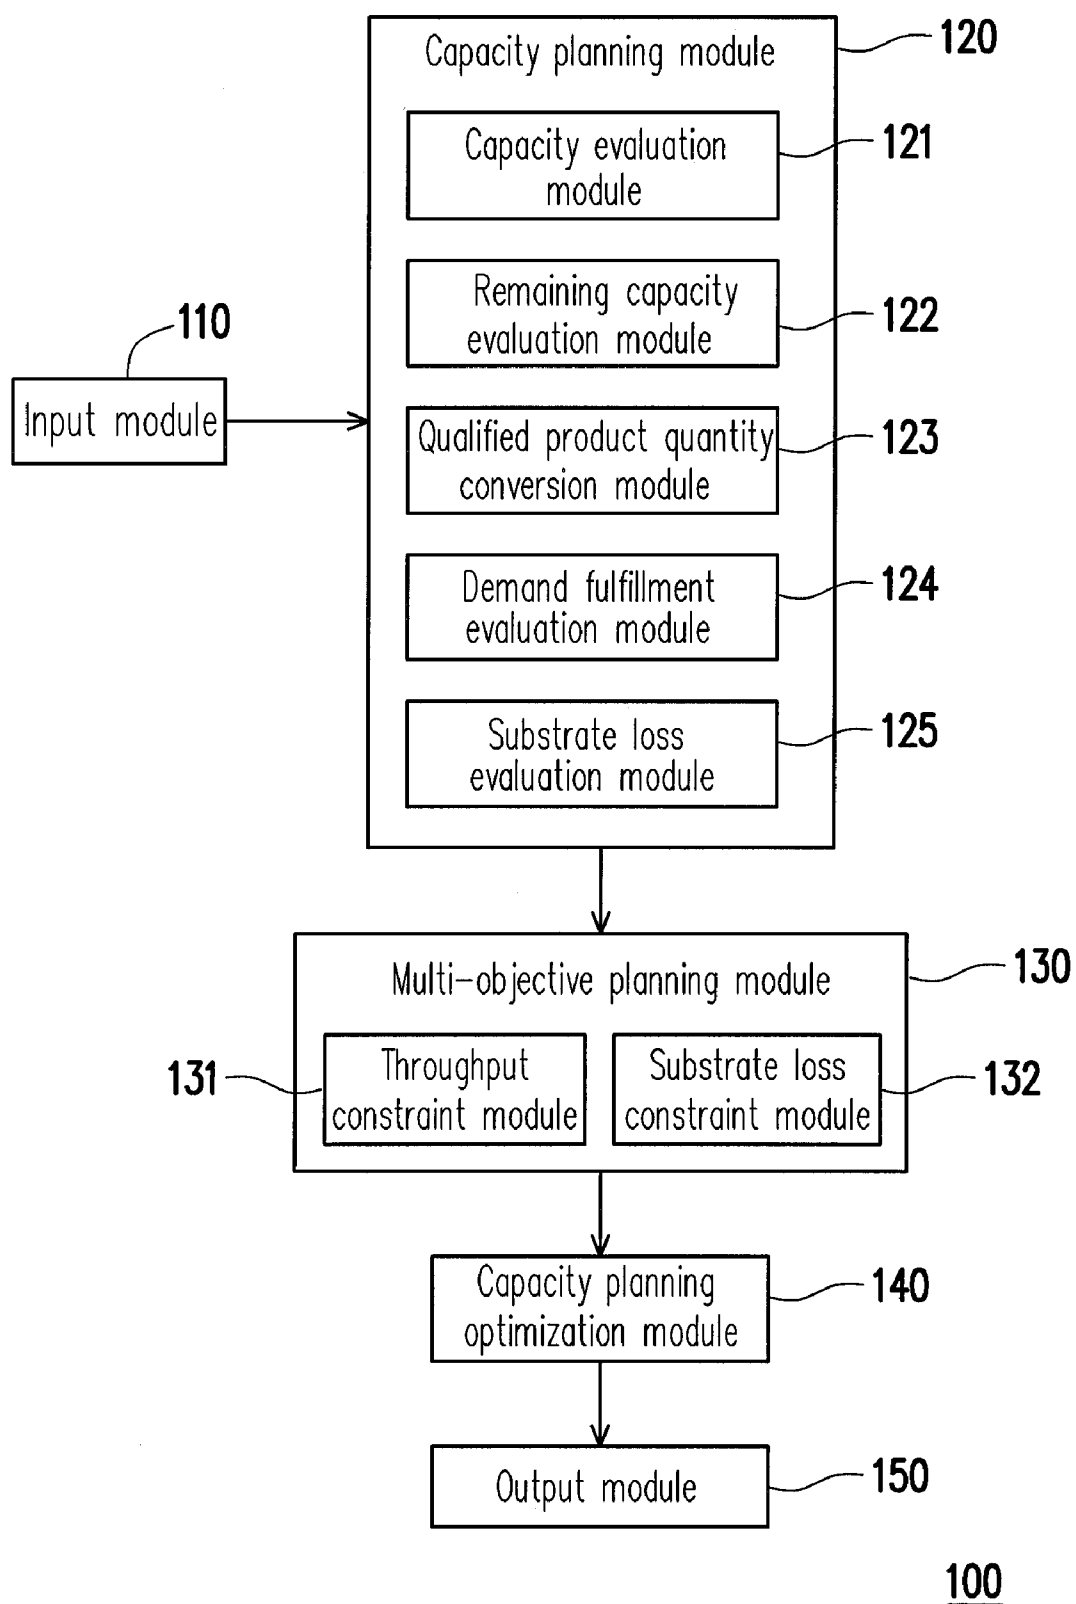 Capacity planning module
120
Capacity evaluation
module
121
Remaining capacity
evaluation module
122
110
Input module
Qualified product quantity
conversion module
123
Demand fulfillment
evaluation module
124
Substrate loss
evaluation module
125
Multi-objective planning module
130
131
Throughput
constraint module
Substrate loss
constraint module
132
Capacity planning
optimization module
140
Output module
150
100